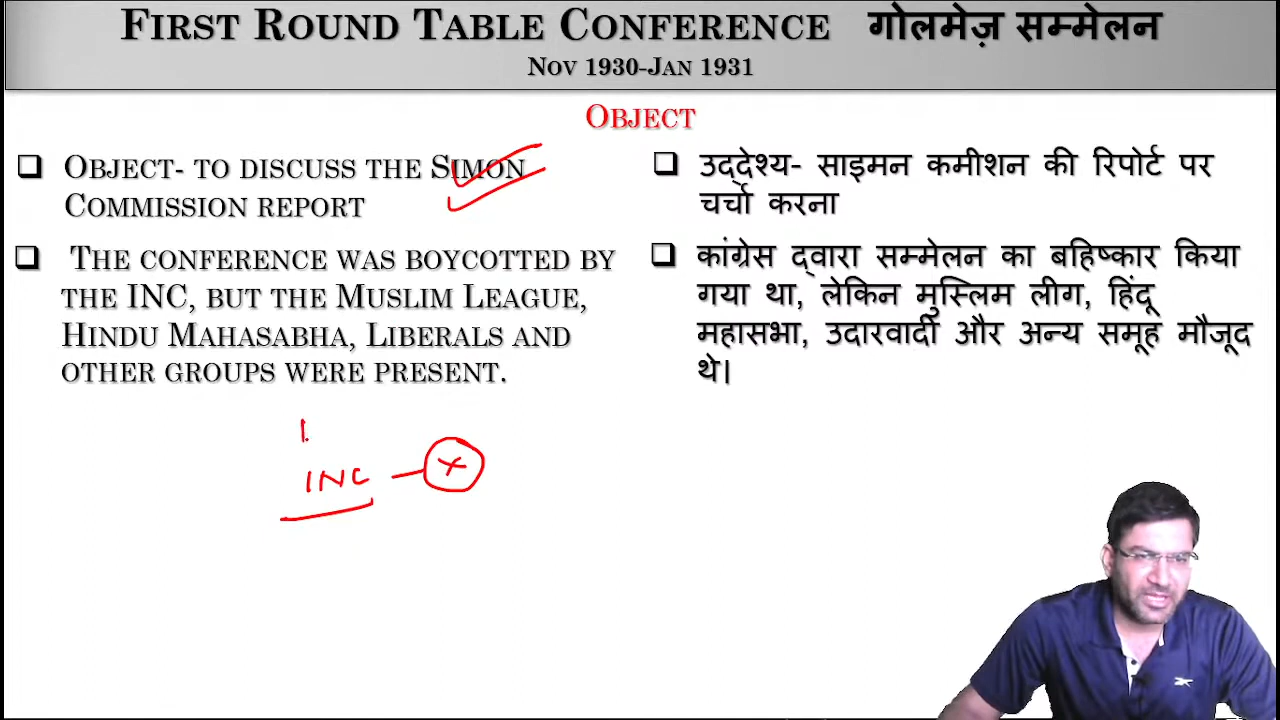 FIRST ROUND TABLE CONFERENCE गोलमेज़ सम्मेलन
NOV 1930-JAN 1931
OBJECT
OBJECT- TO DISCUSS THE SIMON
COMMISSION REPORT
THE CONFERENCE WAS BOYCOTTED BY
THE INC, BUT THE MUSLIM LEAGUE,
HINDU MAHASABHA, LIBERALS AND
OTHER GROUPS WERE PRESENT.
उद्देश्य- साइमन कमीशन की रिपोर्ट पर
चर्चा करना
कांग्रेस द्वारा सम्मेलन का बहिष्कार किया
गया था, लेकिन मुस्लिम लीग, हिंदू
महासभा, उदारवादी और अन्य समूह मौजूद
थे।
1.
INC - X